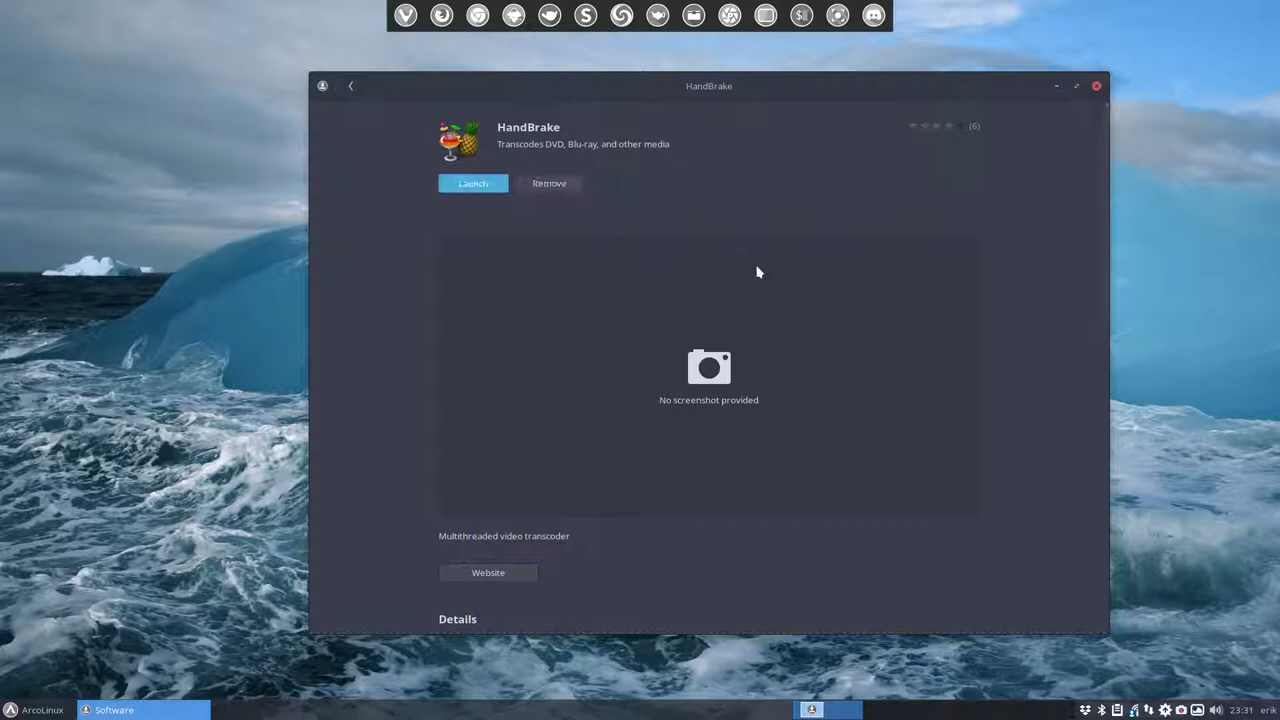 HandBrake
HandBrake
Transcodes DVD, Blu-ray, and other media
(6)
Launch
Remove
No screenshot provided
Multithreaded video transcoder
Website
Details
ArcoLinux
Software
23:31
erik